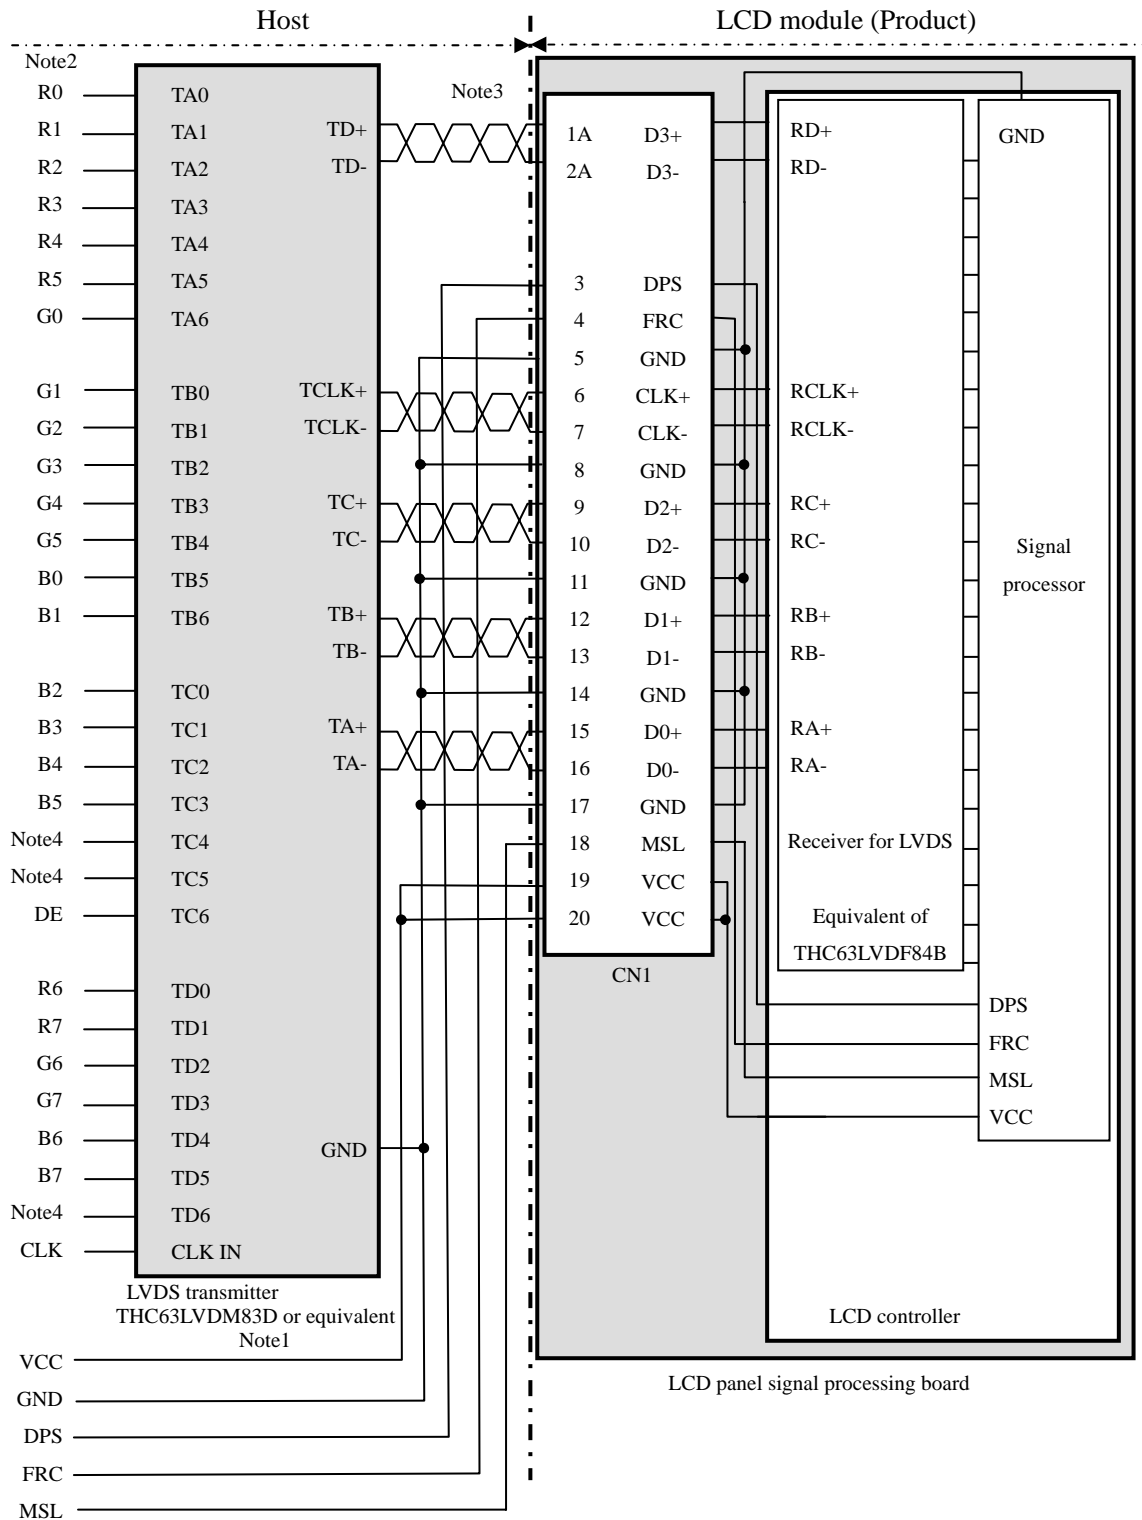 Host
LCD module (Product)
Note2
Note3
R0 TA0
R1 TA1 TD+ 1A D3+ RD+ GND
R2 TA2 TD- 2A D3- RD-
R3 TA3
R4 TA4
R5 TA5 3 DPS
G0 TA6 4 FRC
5 GND
G1 TB0 TCLK+ 6 CLK+ RCLK+
G2 TB1 TCLK- 7 CLK- RCLK-
G3 TB2 8 GND
G4 TB3 TC+ 9 D2+ RC+
G5 TB4 TC- 10 D2- RC-
Signal
processor
B0 TB5 11 GND
B1 TB6 TB+ 12 D1+ RB+
TB- 13 D1- RB-
B2 TC0 14 GND
B3 TC1 TA+ 15 D0+ RA+
B4 TC2 TA- 16 D0- RA-
B5 TC3 17 GND
Note4 TC4 18 MSL Receiver for LVDS
Note4 TC5 19 VCC
DE TC6 20 VCC Equivalent of
THC63LVDF84B
CN1
R6 TD0 DPS
R7 TD1 FRC
G6 TD2 MSL
G7 TD3 VCC
B6 TD4 GND
B7 TD5
Note4 TD6
CLK CLK IN
LVDS transmitter
THC63LVDM83D or equivalent
Note1
LCD controller
VCC
LCD panel signal processing board
GND
DPS
FRC
MSL